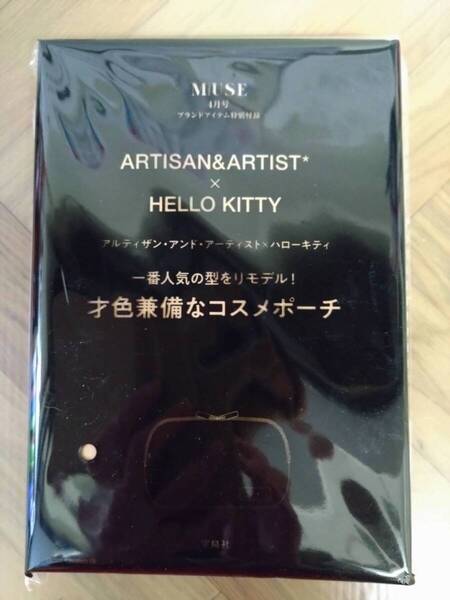 MUSE
4月号
ブランドアイテム特別付録
ARTISAN&ARTIST*
×
HELLO KITTY
アルティザン・アンド・アーティスト×ハローキティ
一番人気の型をリモデル!
才色兼備なコスメポーチ
宝島社